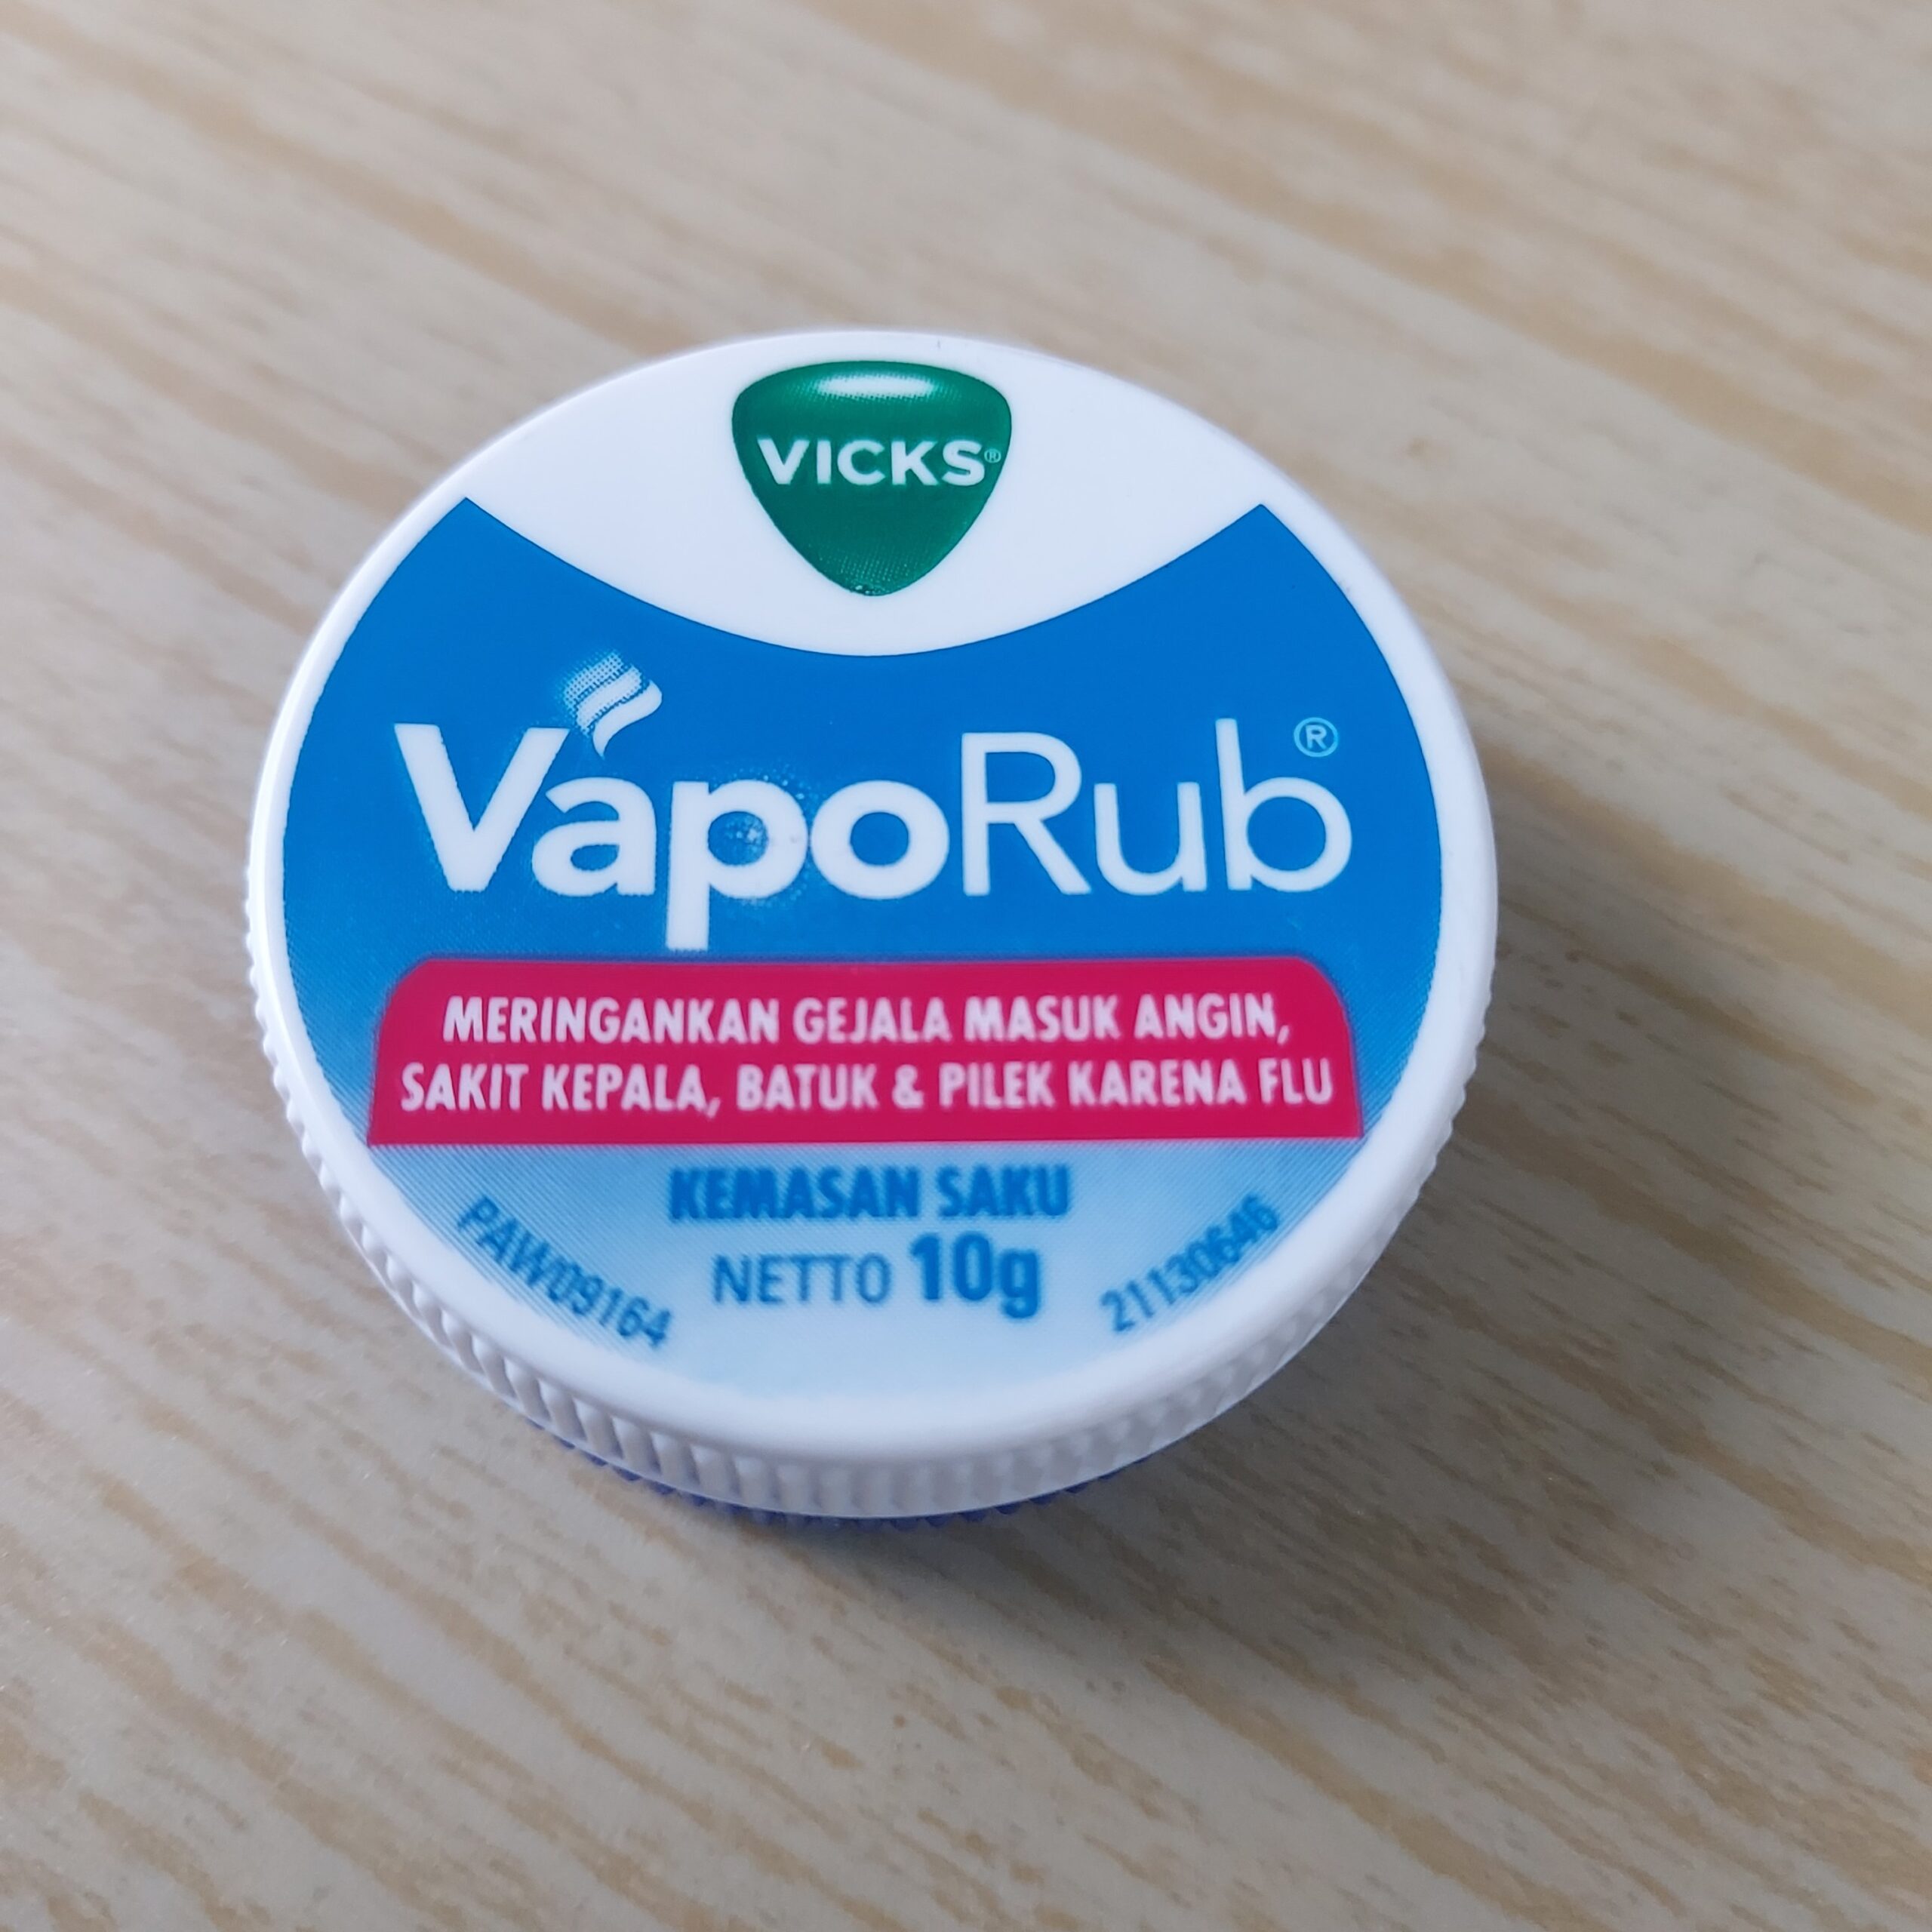 VICKS®
VapoRub®
MERINGANKAN GEJALA MASUK ANGIN,
SAKIT KEPALA, BATUK & PILEK KARENA FLU
KEMASAN SAKU
NETTO 10g
PAW09164
21130646